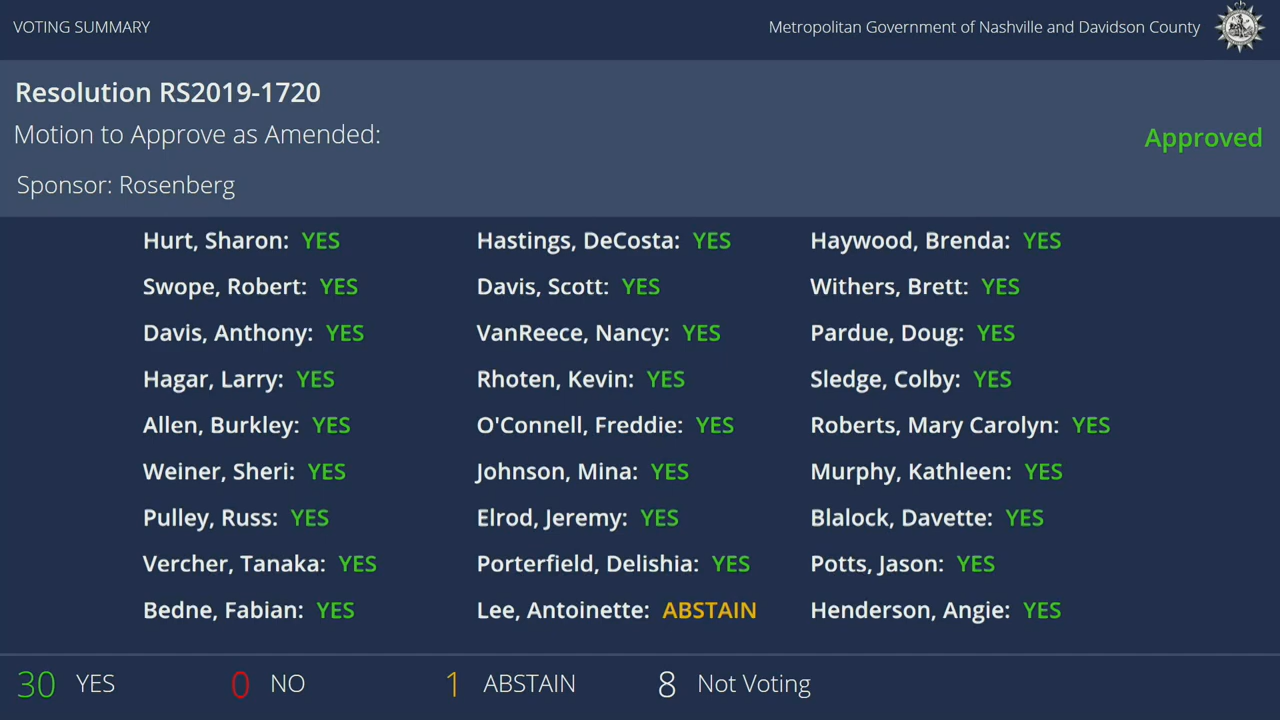 VOTING SUMMARY
Metropolitan Government of Nashville and Davidson County
Resolution RS2019-1720
Motion to Approve as Amended:
Approved
Sponsor: Rosenberg
Hurt, Sharon: YES Hastings, DeCosta: YES Haywood, Brenda: YES
Swope, Robert: YES Davis, Scott: YES Withers, Brett: YES
Davis, Anthony: YES VanReece, Nancy: YES Pardue, Doug: YES
Hagar, Larry: YES Rhoten, Kevin: YES Sledge, Colby: YES
Allen, Burkley: YES O'Connell, Freddie: YES Roberts, Mary Carolyn: YES
Weiner, Sheri: YES Johnson, Mina: YES Murphy, Kathleen: YES
Pulley, Russ: YES Elrod, Jeremy: YES Blalock, Davette: YES
Vercher, Tanaka: YES Porterfield, Delishia: YES Potts, Jason: YES
Bedne, Fabian: YES Lee, Antoinette: ABSTAIN Henderson, Angie: YES
30 YES 0 NO 1 ABSTAIN 8 Not Voting